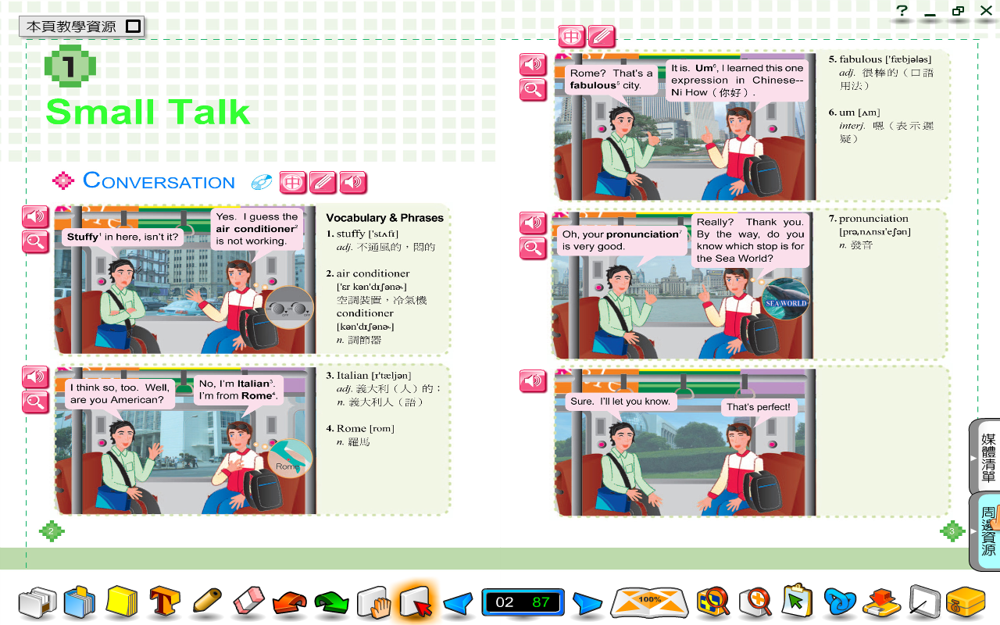 本頁教學資源
1
Small Talk
CONVERSATION
中
Stuffy¹ in here, isn't it?
Yes. I guess the
air conditioner²
is not working.
OFF
OFF
Vocabulary & Phrases
1. stuffy [ˈstʌfɪ]
adj. 不通風的，悶的
2. air conditioner
[ˈɛr kənˈdɪʃənɚ]
空調裝置，冷氣機
conditioner
[kənˈdɪʃənɚ]
n. 調節器
I think so, too. Well,
are you American?
No, I'm Italian³.
I'm from Rome⁴.
Rome
3. Italian [ɪˈtæljən]
adj. 義大利（人）的；
n. 義大利人（語）
4. Rome [rom]
n. 羅馬
2
中
Rome? That's a
fabulous⁵ city.
It is. Um⁶, I learned this one
expression in Chinese--
Ni How（你好）.
5. fabulous [ˈfæbjələs]
adj. 很棒的（口語
用法）
6. um [ʌm]
interj. 嗯（表示遲
疑）
Oh, your pronunciation⁷
is very good.
Really? Thank you.
By the way, do you
know which stop is for
the Sea World?
SEA WORLD
7. pronunciation
[prə,nʌnsɪˈeʃən]
n. 發音
Sure. I'll let you know.
That's perfect!
3
媒體清單
周邊資源
02 87
100%